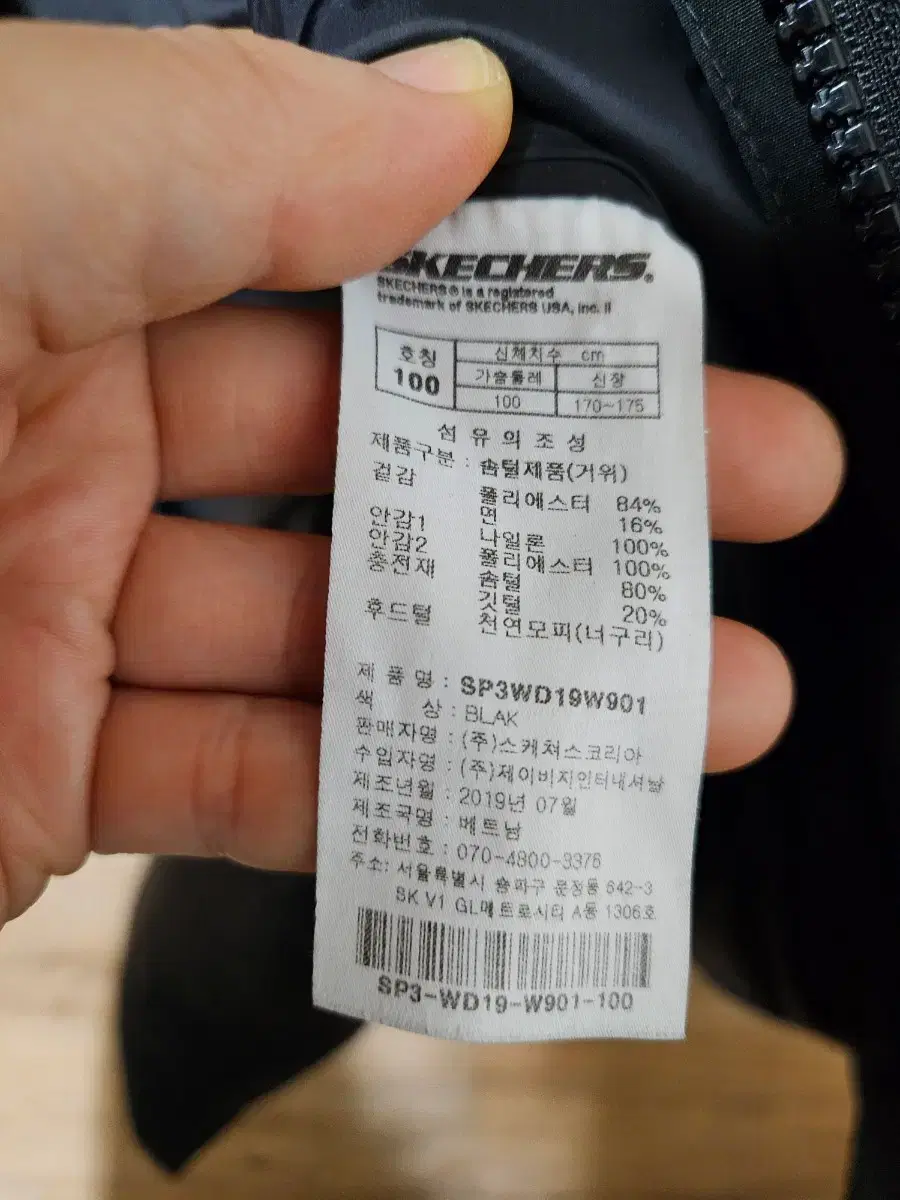 SKECHERS®
SKECHERS® is a registered
trademark of SKECHERS USA, Inc. II
호칭 신체치수 cm
100 가슴둘레 신장
100 170~175
섬유의조성
제품구분 : 솜털제품(거위)
겉감 폴리에스터 84%
면 16%
안감1 나일론 100%
안감2 폴리에스터 100%
충전재 솜털 80%
깃털 20%
후드털 천연모피(너구리)
제품명 : SP3WD19W901
색상 : BLAK
판매자명 : (주)스케쳐스코리아
수입자명 : (주)제이비지인터내셔날
제조년월 : 2019년 07월
제조국명 : 베트남
전화번호 : 070-4800-3376
주소: 서울특별시 송파구 문정동 642-3
SK V1 GL메트로시티 A동 1306호
SP3-WD19-W901-100